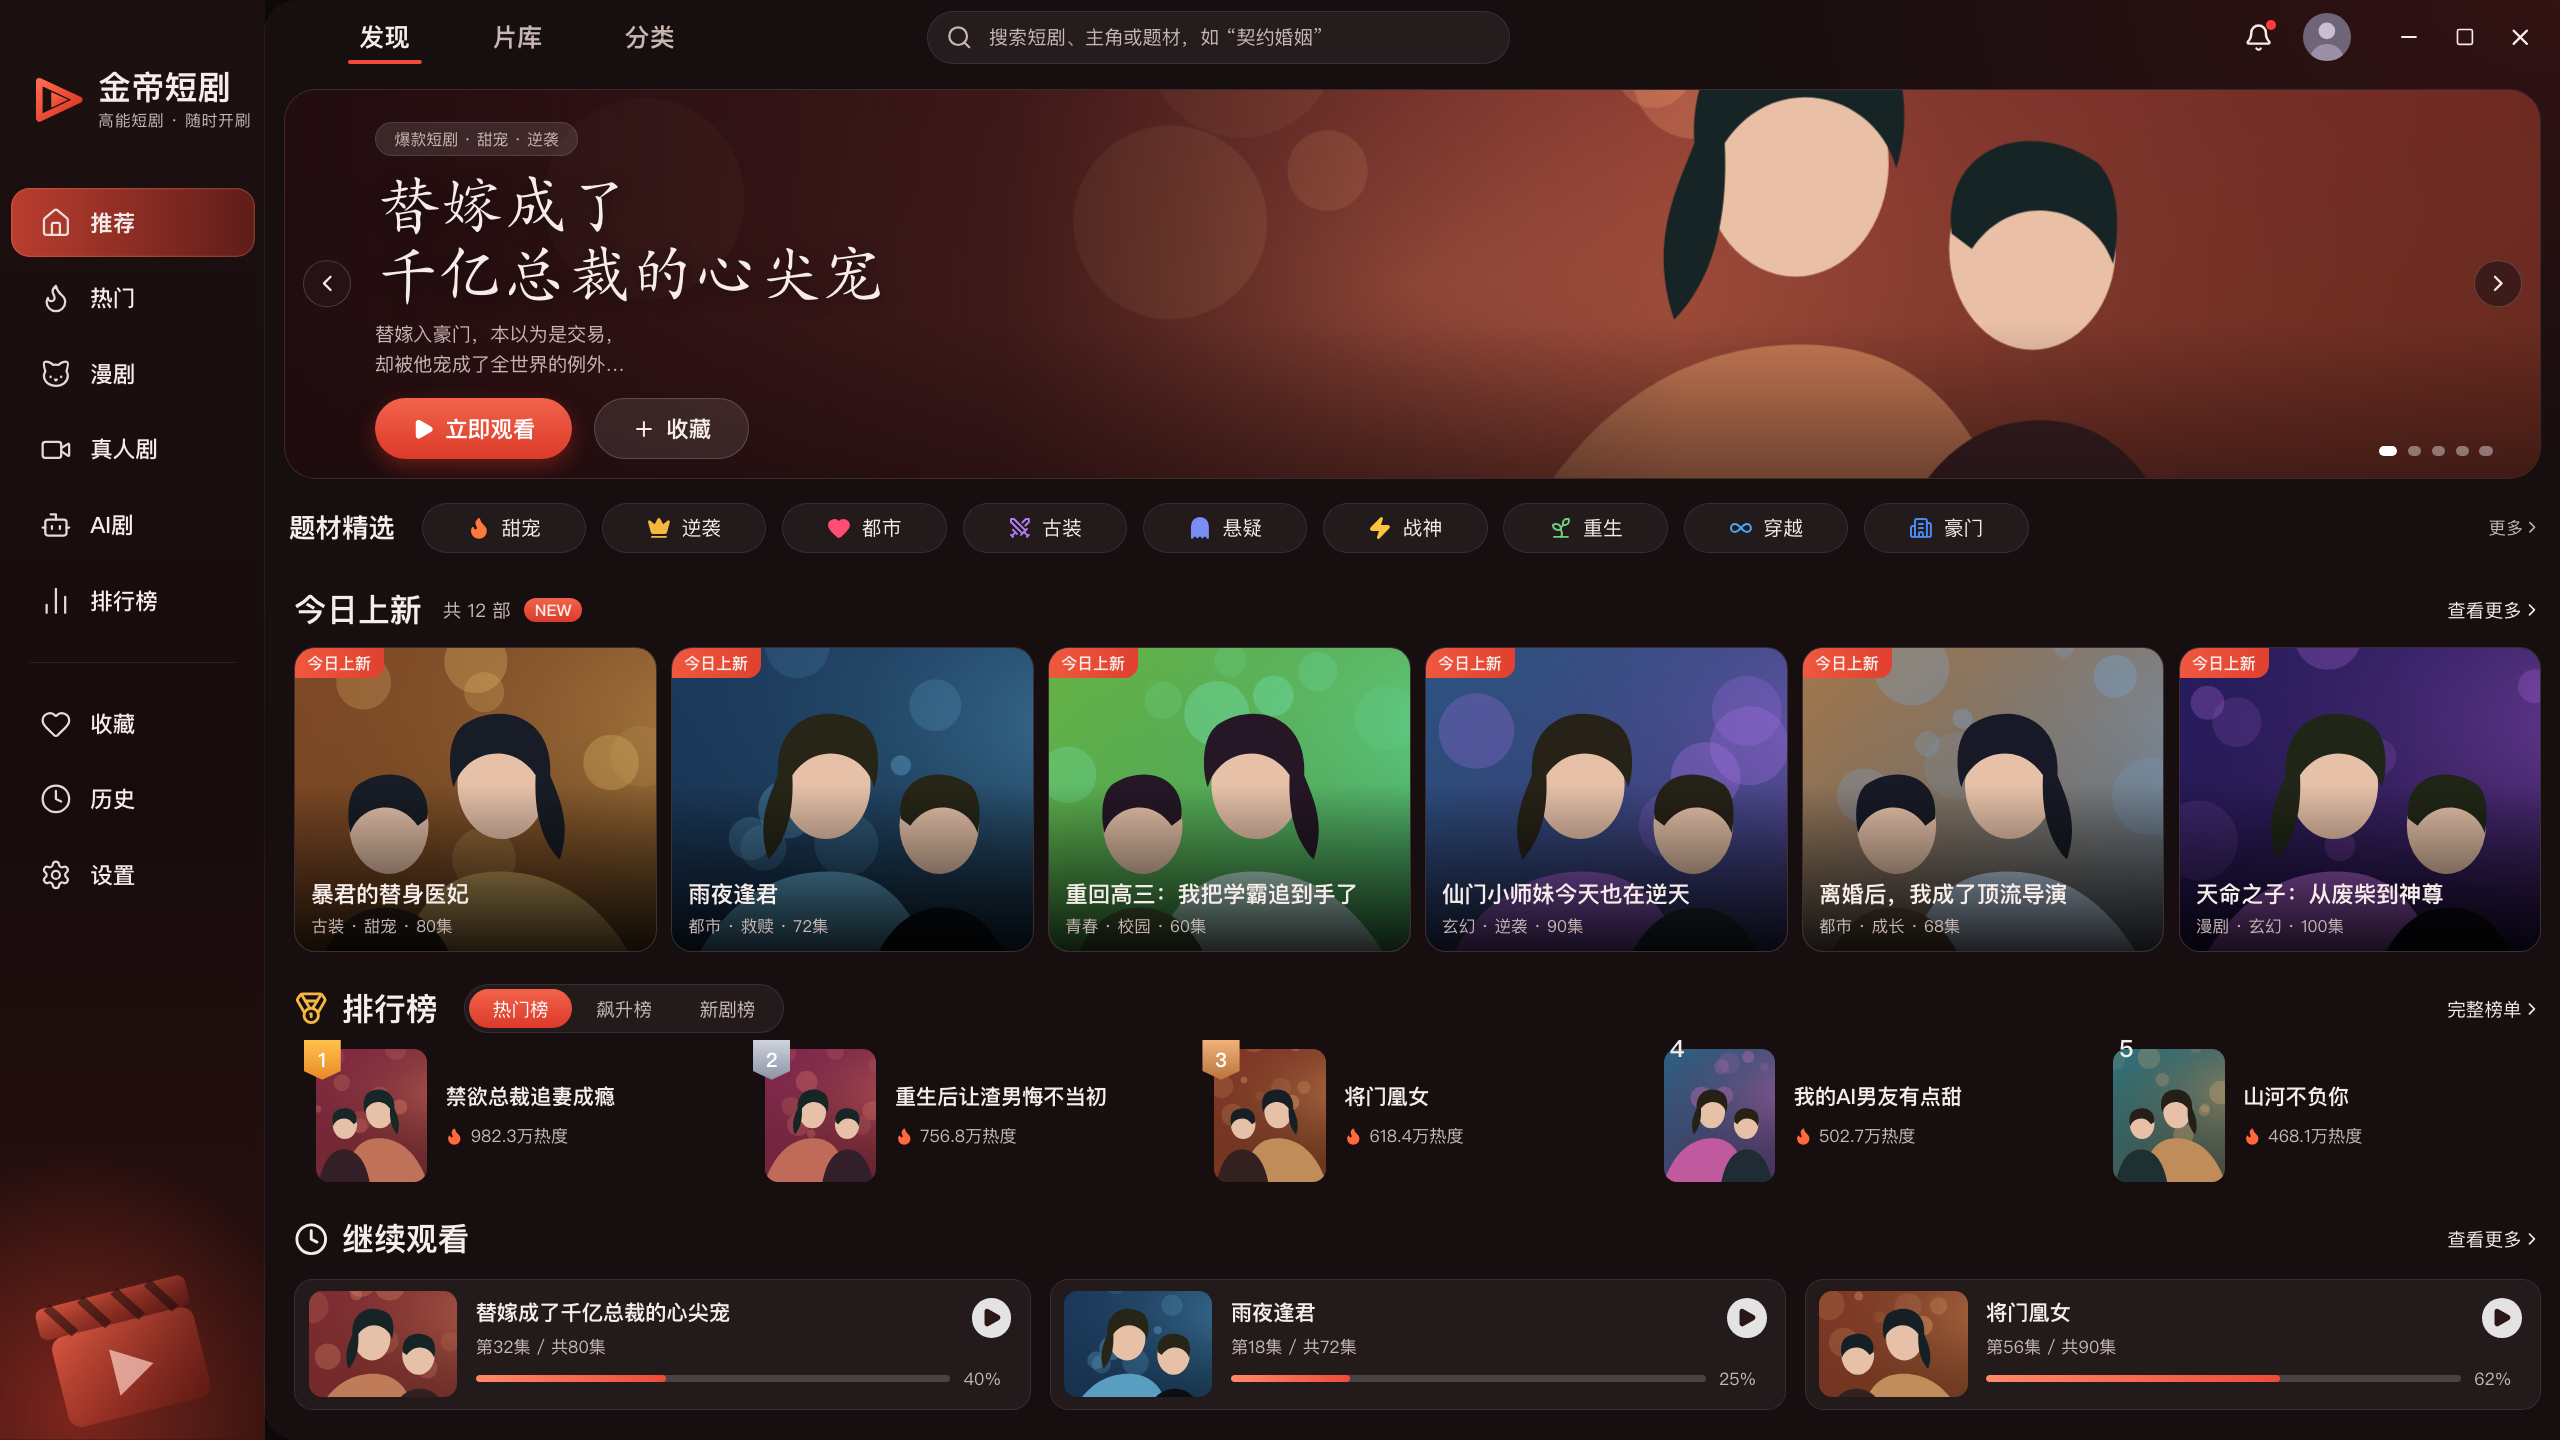 发现
片库
分类
搜索短剧、主角或题材，如 “契约婚姻”
金帝短剧
高能短剧 · 随时开刷
推荐
热门
漫剧
真人剧
AI剧
排行榜
收藏
历史
设置
爆款短剧 · 甜宠 · 逆袭
替嫁成了
千亿总裁的心尖宠
替嫁入豪门，本以为是交易，
却被他宠成了全世界的例外...
立即观看
收藏
题材精选
甜宠
逆袭
都市
古装
悬疑
战神
重生
穿越
豪门
更多
今日上新
共 12 部
NEW
查看更多
今日上新
暴君的替身医妃
古装 · 甜宠 · 80集
今日上新
雨夜逢君
都市 · 救赎 · 72集
今日上新
重回高三：我把学霸追到手了
青春 · 校园 · 60集
今日上新
仙门小师妹今天也在逆天
玄幻 · 逆袭 · 90集
今日上新
离婚后，我成了顶流导演
都市 · 成长 · 68集
今日上新
天命之子：从废柴到神尊
漫剧 · 玄幻 · 100集
排行榜
热门榜
飙升榜
新剧榜
完整榜单
1
禁欲总裁追妻成瘾
982.3万热度
2
重生后让渣男悔不当初
756.8万热度
3
将门凰女
618.4万热度
4
我的AI男友有点甜
502.7万热度
5
山河不负你
468.1万热度
继续观看
查看更多
替嫁成了千亿总裁的心尖宠
第32集 / 共80集
40%
雨夜逢君
第18集 / 共72集
25%
将门凰女
第56集 / 共90集
62%